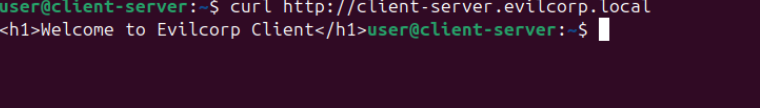 user@client-server:~$ curl http://client-server.evilcorp.local
<h1>Welcome to Evilcorp Client</h1>user@client-server:~$